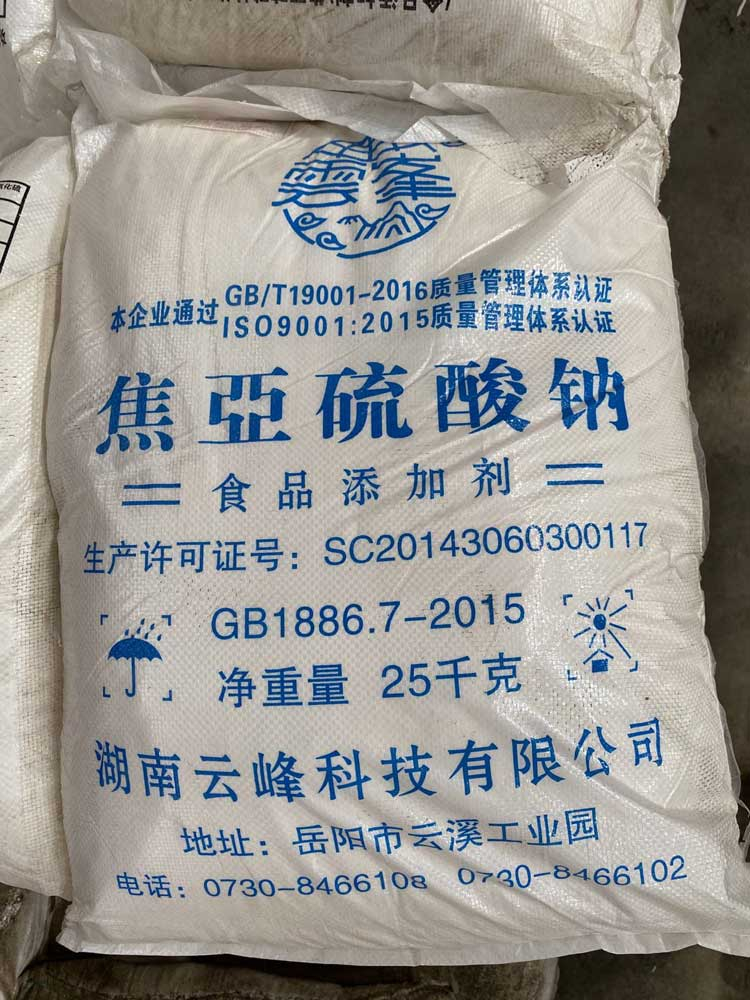 雲峯
本企业通过 GB/T19001-2016质量管理体系认证
ISO9001:2015质量管理体系认证
焦亞硫酸钠
食品添加剂
生产许可证号：SC20143060300117
GB1886.7-2015
净重量 25千克
湖南云峰科技有限公司
地址：岳阳市云溪工业园
电话：0730-8466108 0730-8466102